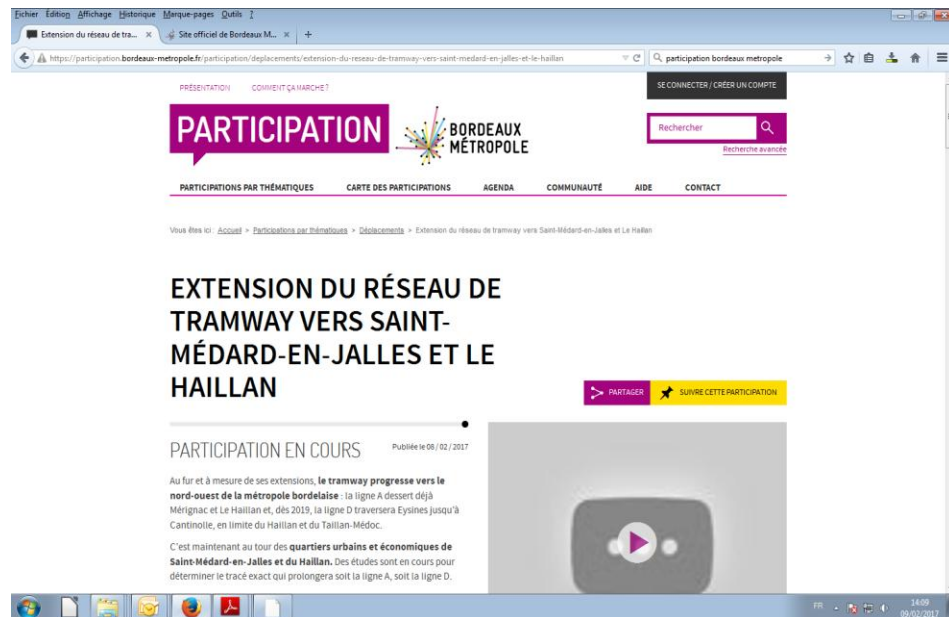 Fichier Edition Affichage Historique Marque-pages Outils ?
Extension du réseau de tra... × Site officiel de Bordeaux M... × +
https://participation.bordeaux-metropole.fr/participation/deplacements/extension-du-reseau-de-tramway-vers-saint-medard-en-jalles-et-le-haillan participation bordeaux metropole
PRÉSENTATION COMMENT ÇA MARCHE ? SE CONNECTER / CRÉER UN COMPTE
PARTICIPATION
BORDEAUX
MÉTROPOLE
Rechercher
Recherche avancée
PARTICIPATIONS PAR THÉMATIQUES CARTE DES PARTICIPATIONS AGENDA COMMUNAUTÉ AIDE CONTACT
Vous êtes ici : Accueil > Participations par thématiques > Déplacements > Extension du réseau de tramway vers Saint-Médard-en-Jalles et Le Haillan
EXTENSION DU RÉSEAU DE
TRAMWAY VERS SAINT-
MÉDARD-EN-JALLES ET LE
HAILLAN
PARTAGER SUIVRE CETTE PARTICIPATION
PARTICIPATION EN COURS Publiée le 08 / 02 / 2017
Au fur et à mesure de ses extensions, le tramway progresse vers le
nord-ouest de la métropole bordelaise : la ligne A dessert déjà
Mérignac et Le Haillan et, dès 2019, la ligne D traversera Eysines jusqu'à
Cantinolle, en limite du Haillan et du Taillan-Médoc.
C'est maintenant au tour des quartiers urbains et économiques de
Saint-Médard-en-Jalles et du Haillan. Des études sont en cours pour
déterminer le tracé exact qui prolongera soit la ligne A, soit la ligne D.
FR 14:09
09/02/2017